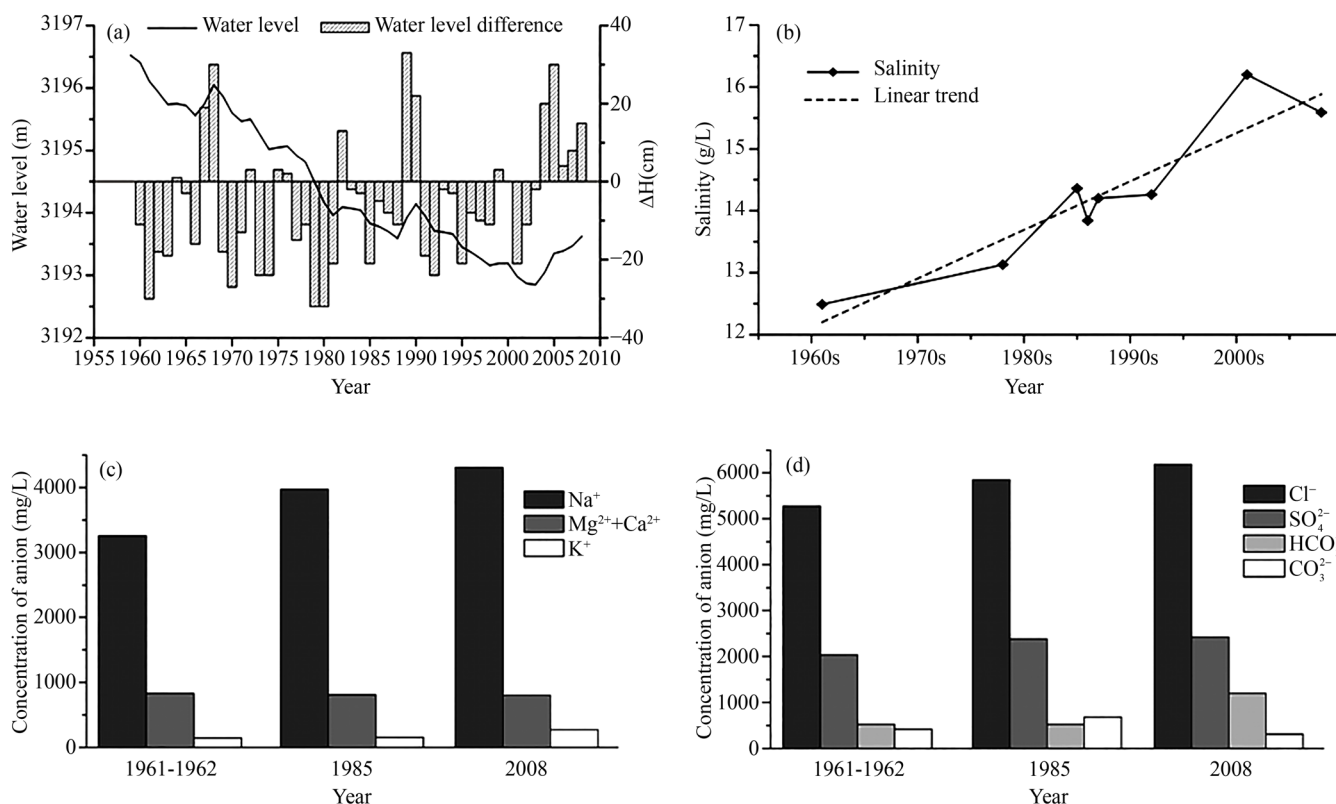 (a)
Water level
Water level difference
3197
3196
3195
3194
3193
3192
40
20
0
−20
−40
Water level (m)
ΔH(cm)
1955 1960 1965 1970 1975 1980 1985 1990 1995 2000 2005 2010
Year
(b)
Salinity
Linear trend
17
16
15
14
13
12
Salinity (g/L)
1960s 1970s 1980s 1990s 2000s
Year
(c)
Na⁺
Mg²⁺+Ca²⁺
K⁺
4000
3000
2000
1000
0
Concentration of anion (mg/L)
1961-1962 1985 2008
Year
(d)
Cl⁻
SO₄²⁻
HCO
CO₃²⁻
6000
5000
4000
3000
2000
1000
0
Concentration of anion (mg/L)
1961-1962 1985 2008
Year